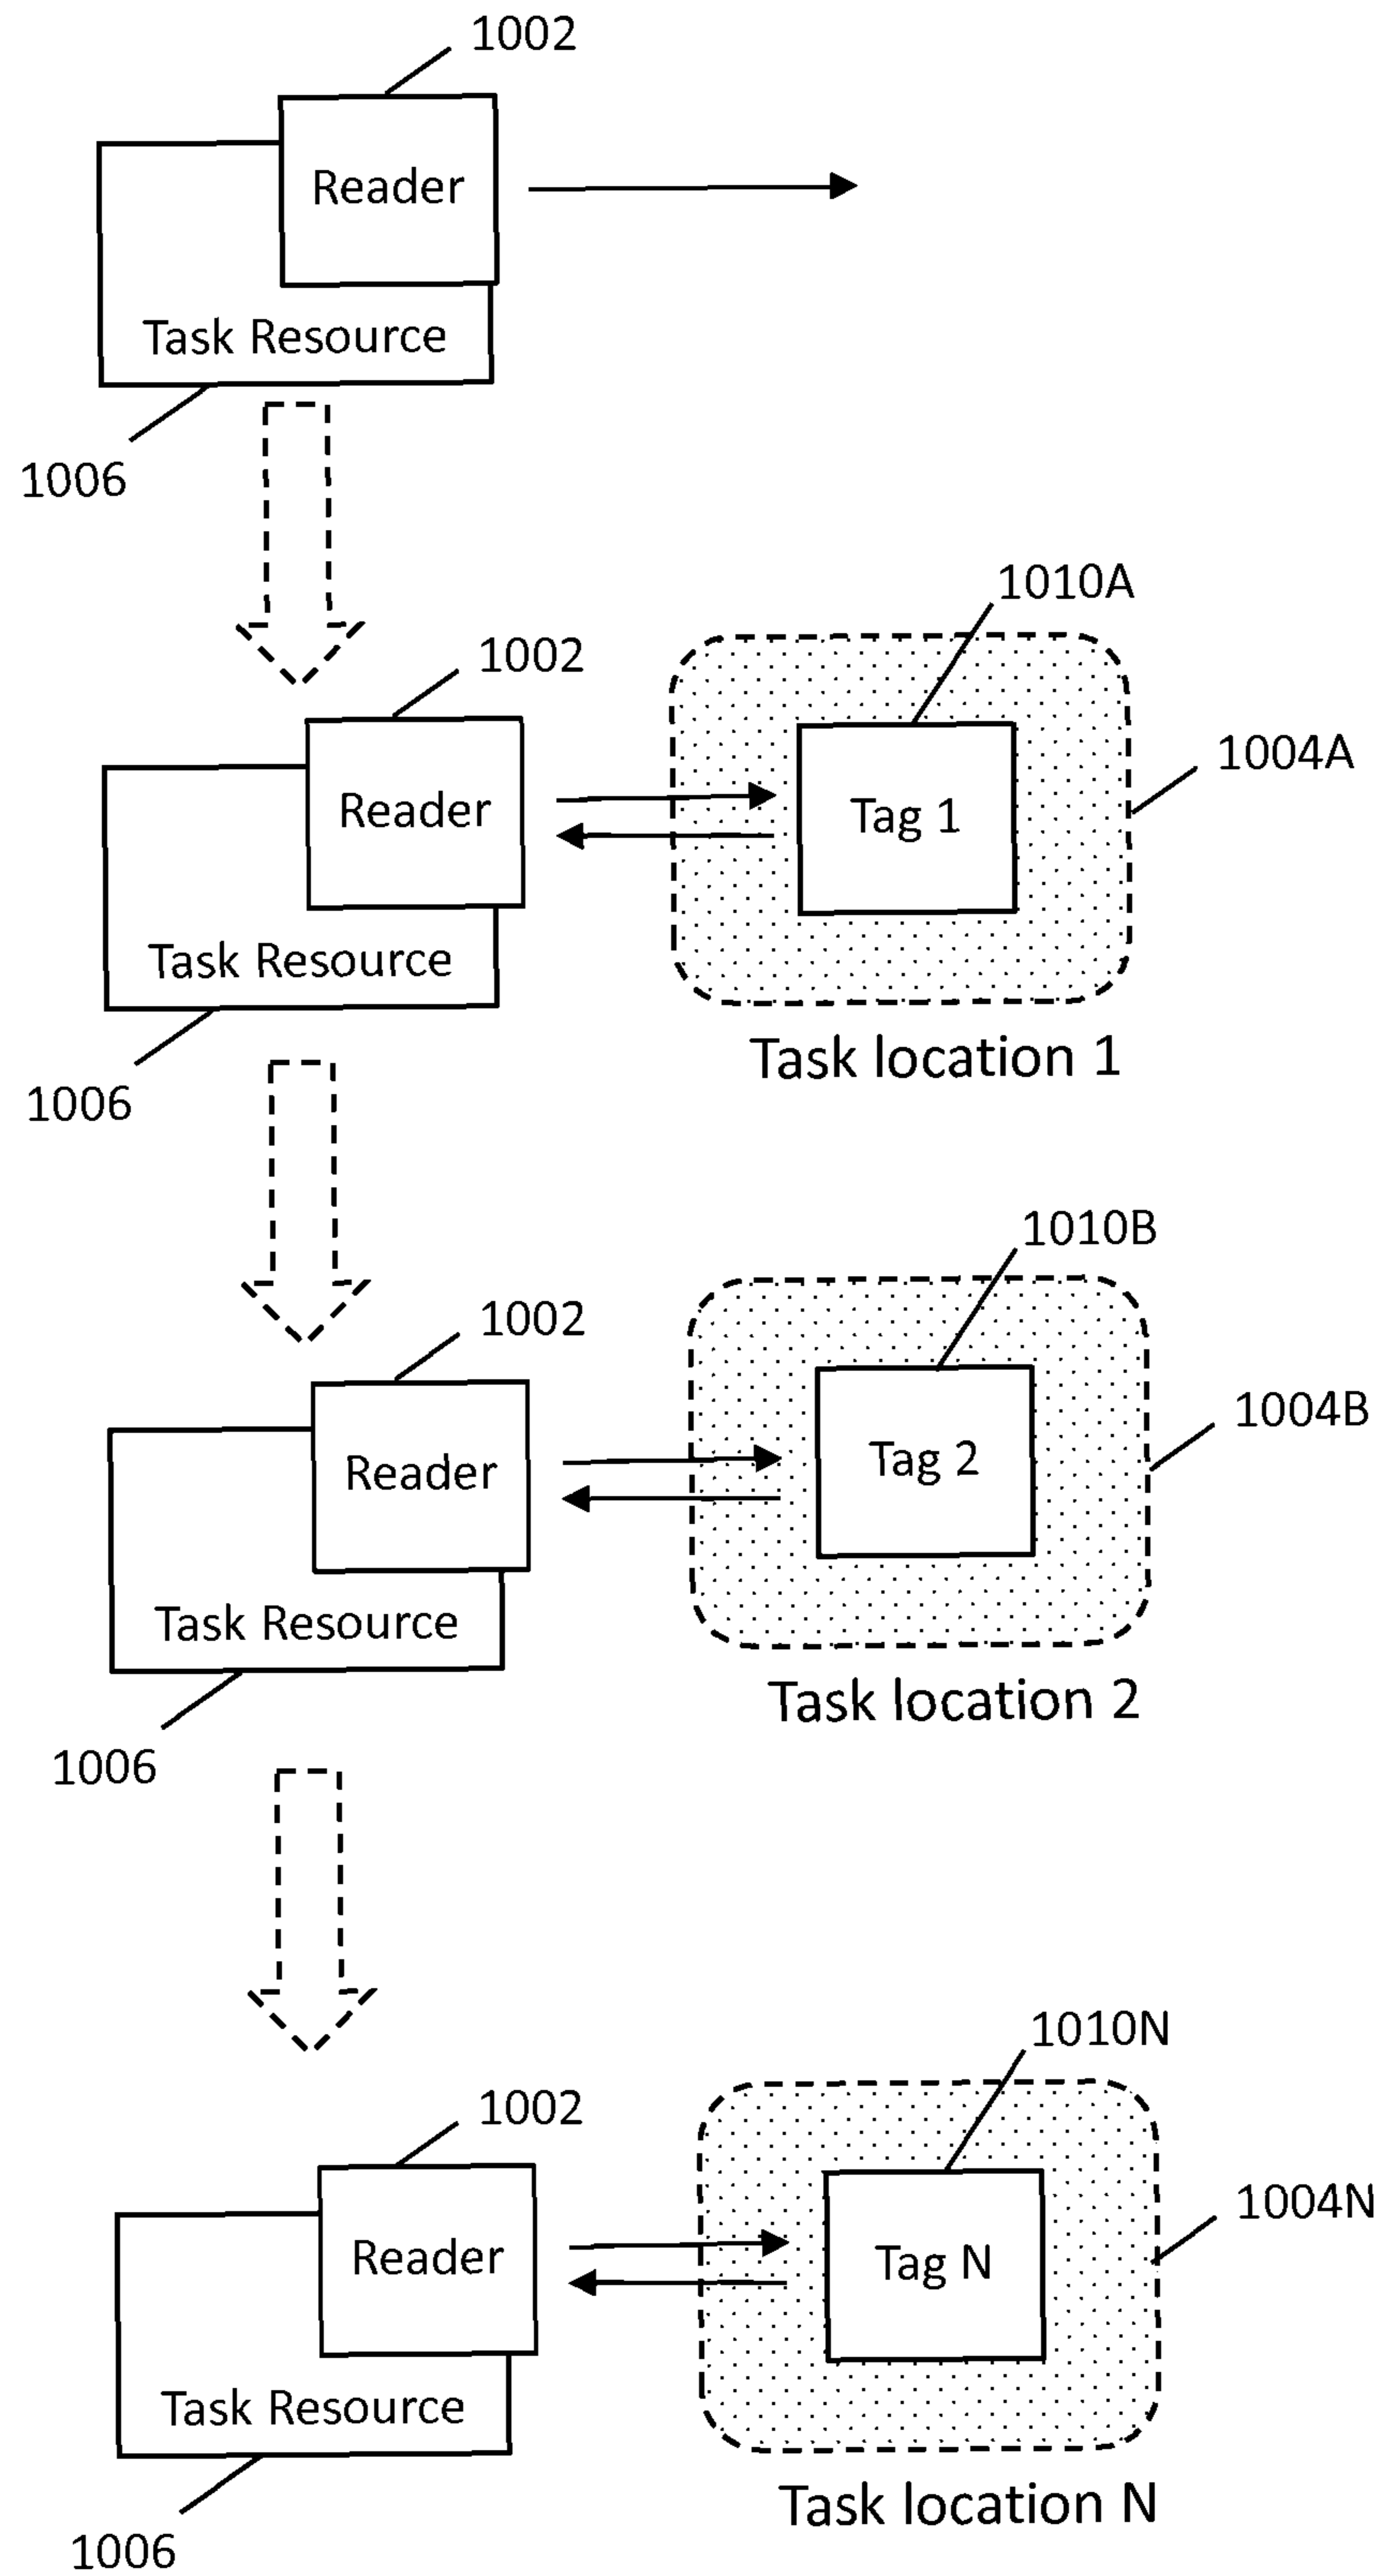 1002
Reader
Task Resource
1006
1010A
1002
1004A
Reader
Tag 1
Task Resource
Task location 1
1006
1010B
1002
1004B
Reader
Tag 2
Task Resource
Task location 2
1006
1010N
1002
1004N
Reader
Tag N
Task Resource
Task location N
1006